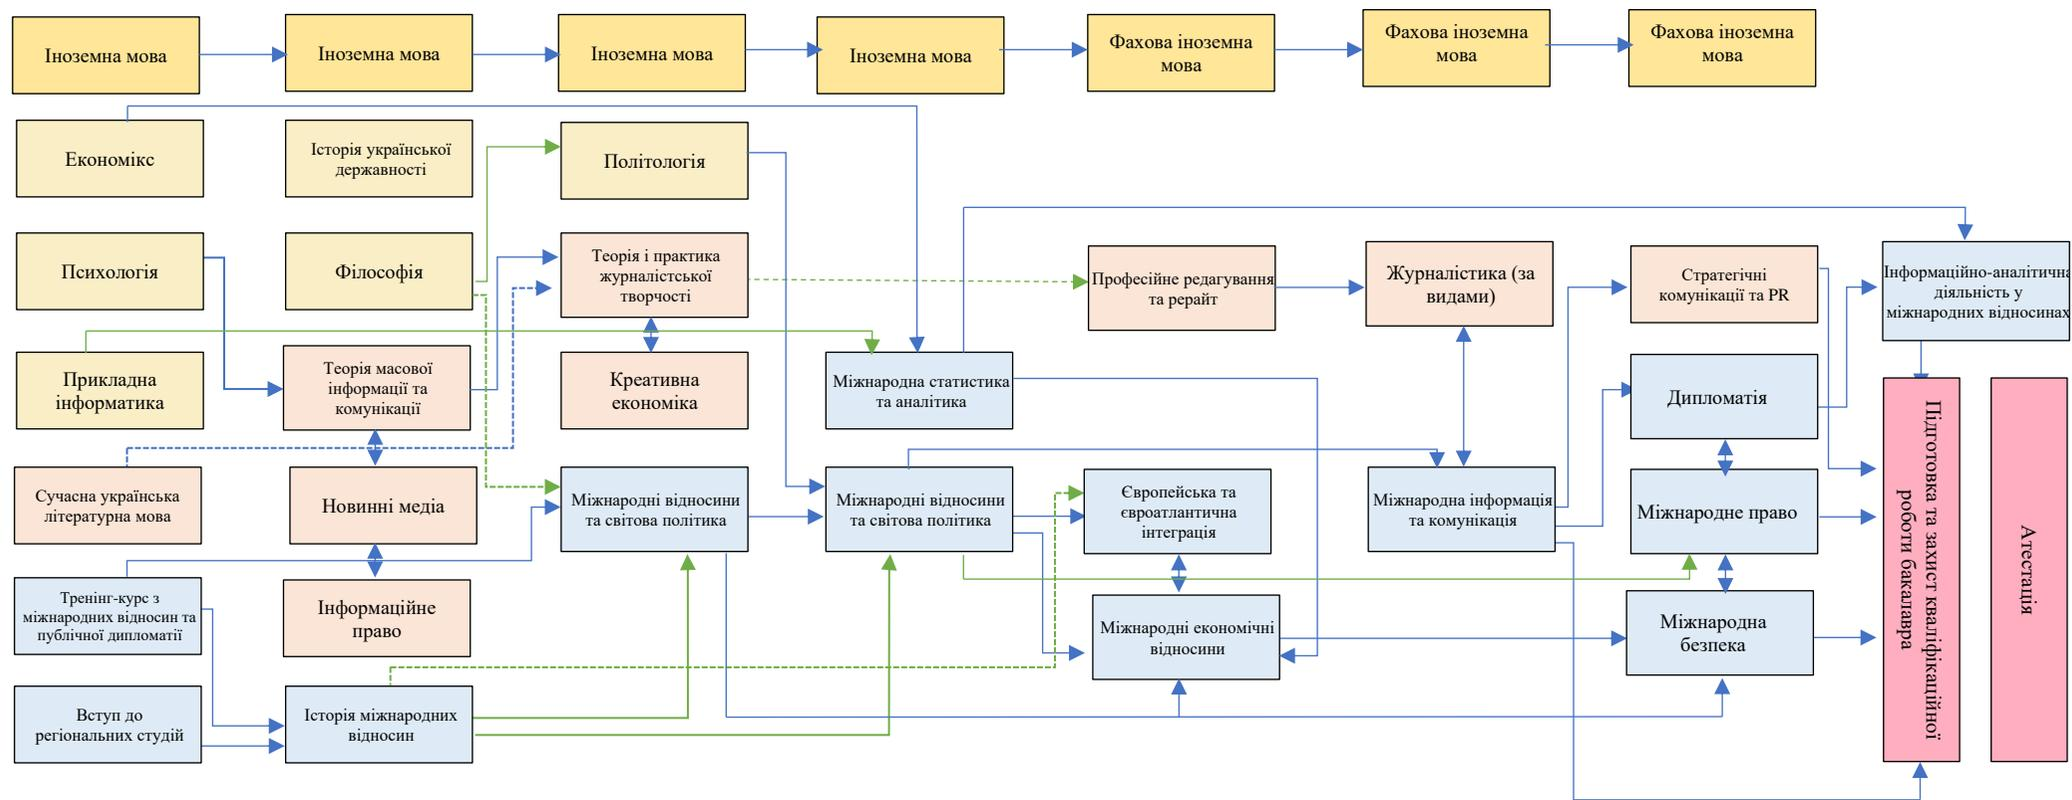 Іноземна мова
Іноземна мова
Іноземна мова
Іноземна мова
Фахова іноземна
мова
Фахова іноземна
мова
Фахова іноземна
мова
Економікс
Історія української
державності
Політологія
Психологія
Філософія
Теорія і практика
журналістської
творчості
Професійне редагування
та рерайт
Журналістика (за
видами)
Стратегічні
комунікації та PR
Інформаційно-аналітична
діяльність у
міжнародних відносинах
Прикладна
інформатика
Теорія масової
інформації та
комунікації
Креативна
економіка
Міжнародна статистика
та аналітика
Дипломатія
Сучасна українська
літературна мова
Новинні медіа
Міжнародні відносини
та світова політика
Міжнародні відносини
та світова політика
Європейська та
євроатлантична
інтеграція
Міжнародна інформація
та комунікація
Міжнародне право
Підготовка та захист кваліфікаційної
роботи бакалавра
Атестація
Тренінг-курс з
міжнародних відносин та
публічної дипломатії
Інформаційне
право
Міжнародні економічні
відносини
Міжнародна
безпека
Вступ до
регіональних студій
Історія міжнародних
відносин